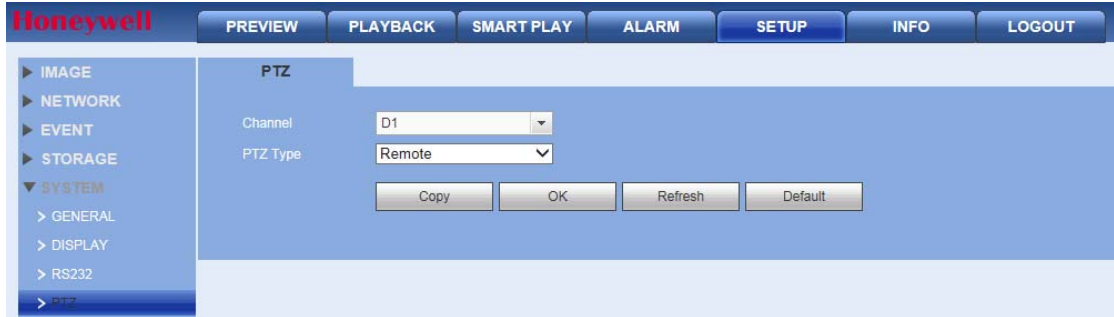 Honeywell
PREVIEW PLAYBACK SMART PLAY ALARM SETUP INFO LOGOUT
IMAGE
NETWORK
EVENT
STORAGE
SYSTEM
GENERAL
DISPLAY
RS232
PTZ
PTZ
Channel D1
PTZ Type Remote
Copy OK Refresh Default